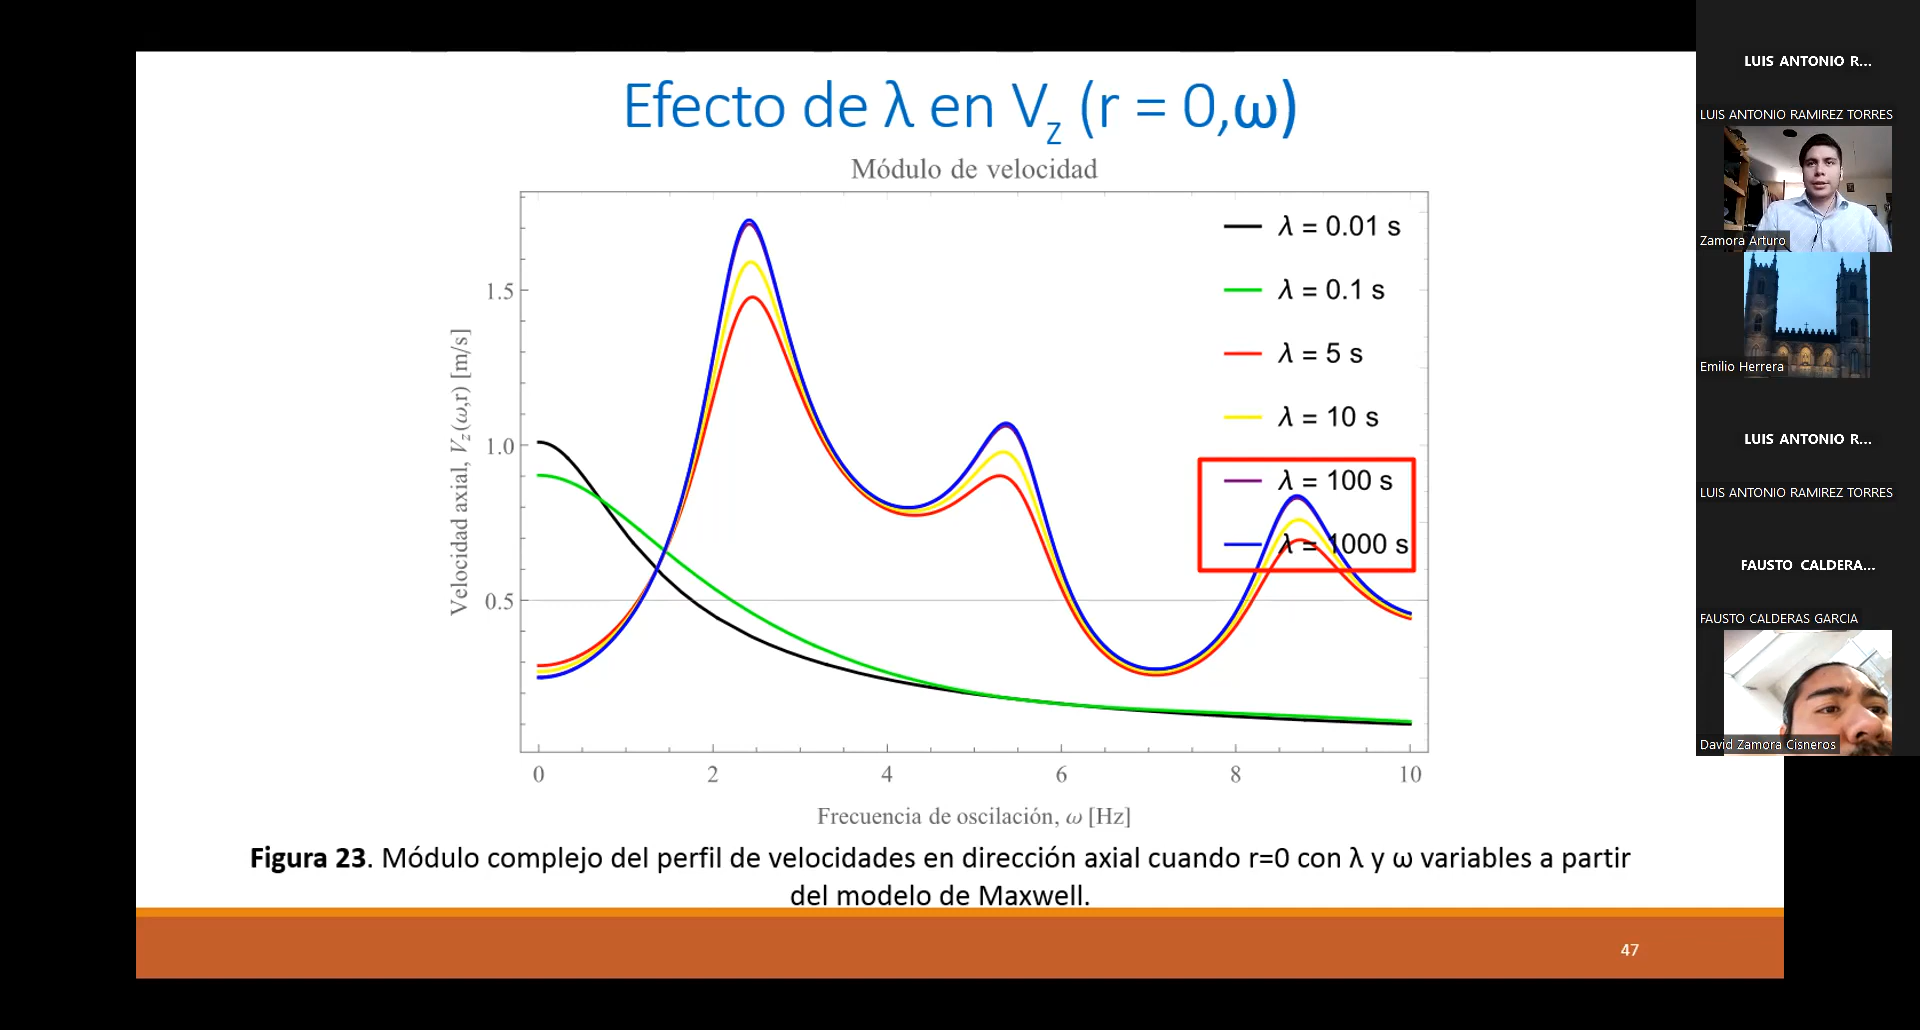 Efecto de λ en Vz (r = 0,ω)
Módulo de velocidad
λ = 0.01 s
λ = 0.1 s
λ = 5 s
λ = 10 s
λ = 100 s
λ = 1000 s
1.5
1.0
0.5
Velocidad axial, Vz(ω,r) [m/s]
0 2 4 6 8 10
Frecuencia de oscilación, ω [Hz]
Figura 23. Módulo complejo del perfil de velocidades en dirección axial cuando r=0 con λ y ω variables a partir
del modelo de Maxwell.
47
LUIS ANTONIO R...
LUIS ANTONIO RAMIREZ TORRES
Zamora Arturo
Emilio Herrera
LUIS ANTONIO R...
LUIS ANTONIO RAMIREZ TORRES
FAUSTO CALDERA...
FAUSTO CALDERAS GARCIA
David Zamora Cisneros